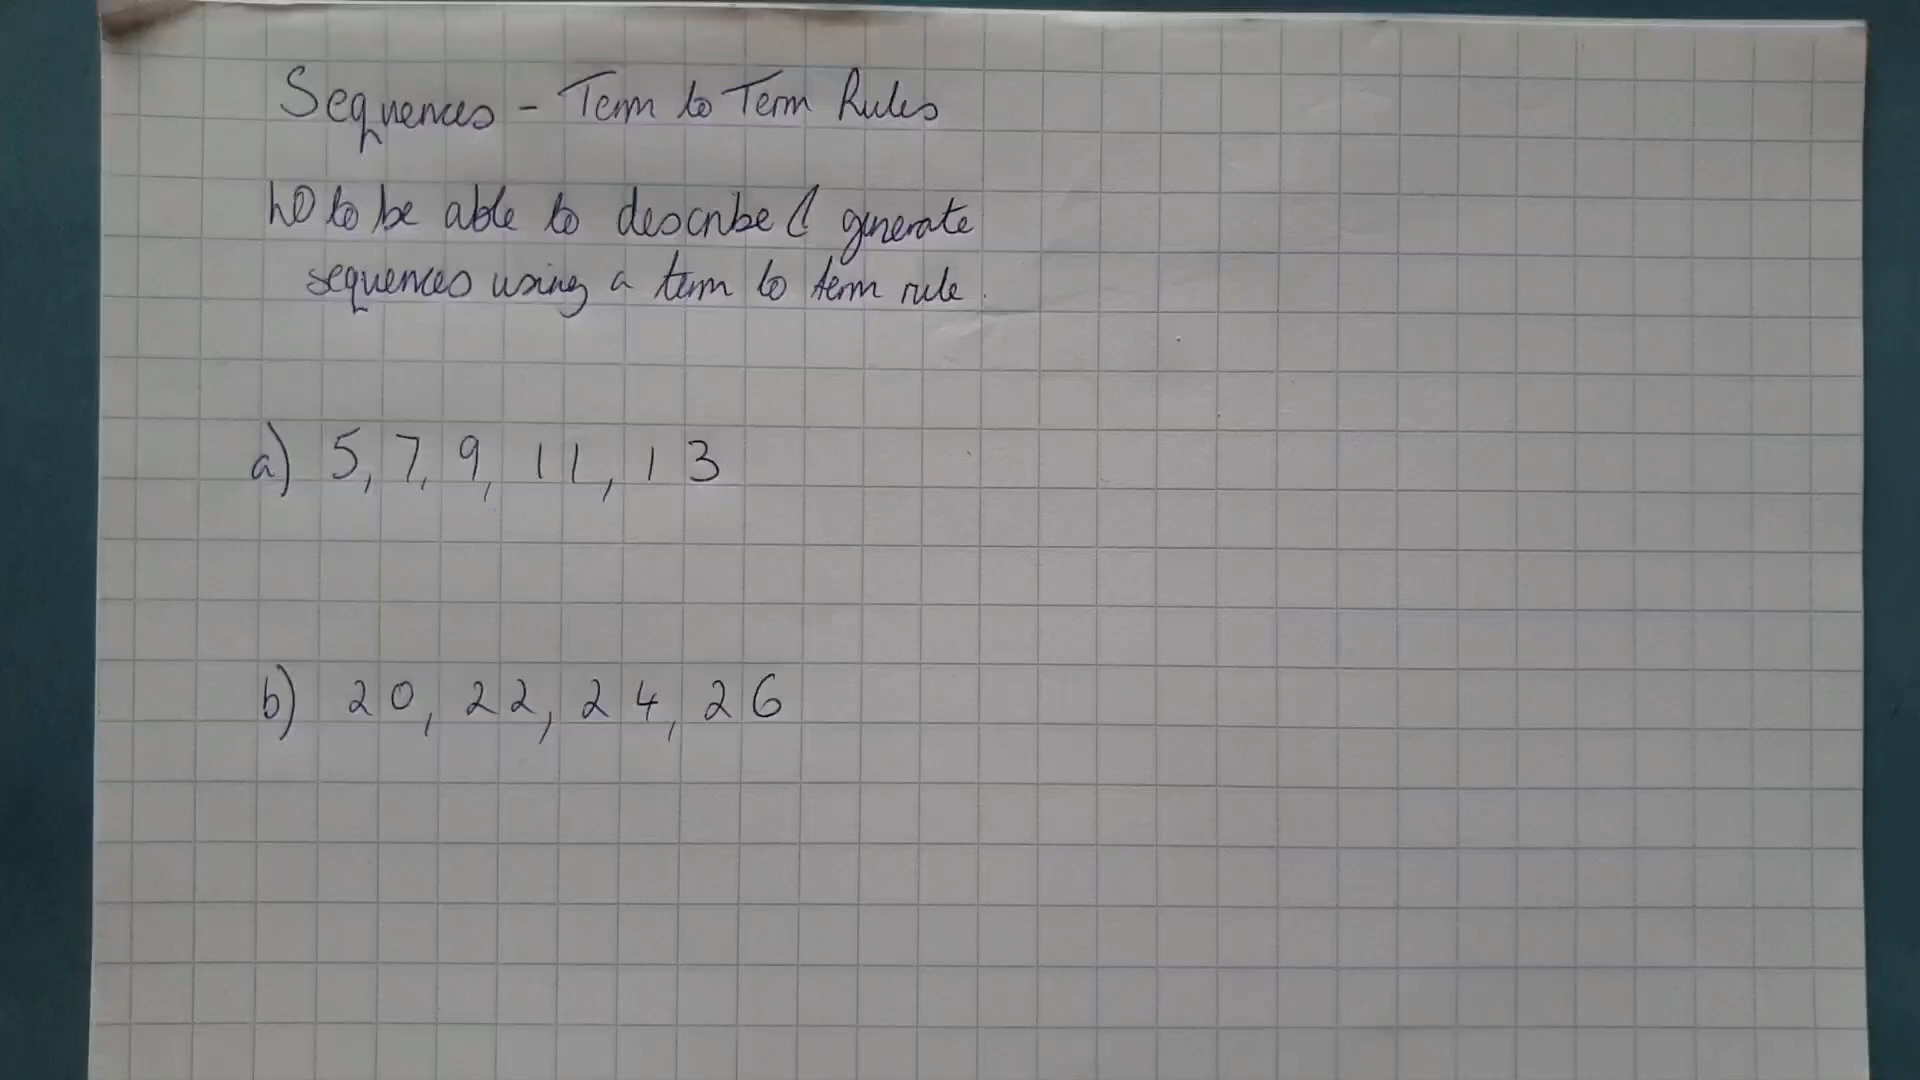 Sequences - Term to Term Rules
LO to be able to describe & generate
sequences using a term to term rule.
a) 5, 7, 9, 11, 13
b) 20, 22, 24, 26